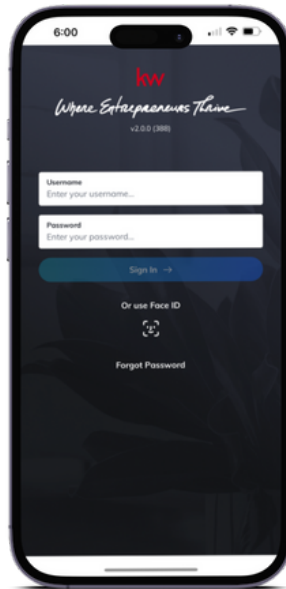 6:00
kw
Where Entrepreneurs Thrive
v2.0.0 (388)
Username
Enter your username...
Password
Enter your password...
Sign In →
Or use Face ID
Forgot Password